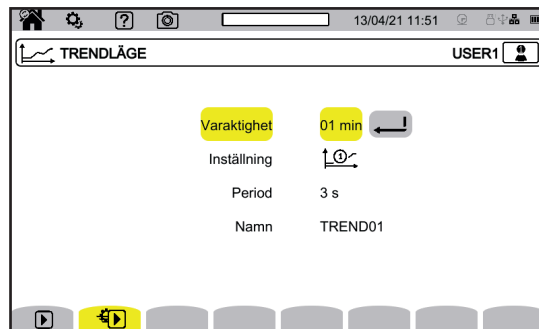 13/04/21 11:51
TRENDLÄGE USER1
Varaktighet 01 min
Inställning
Period 3 s
Namn TREND01